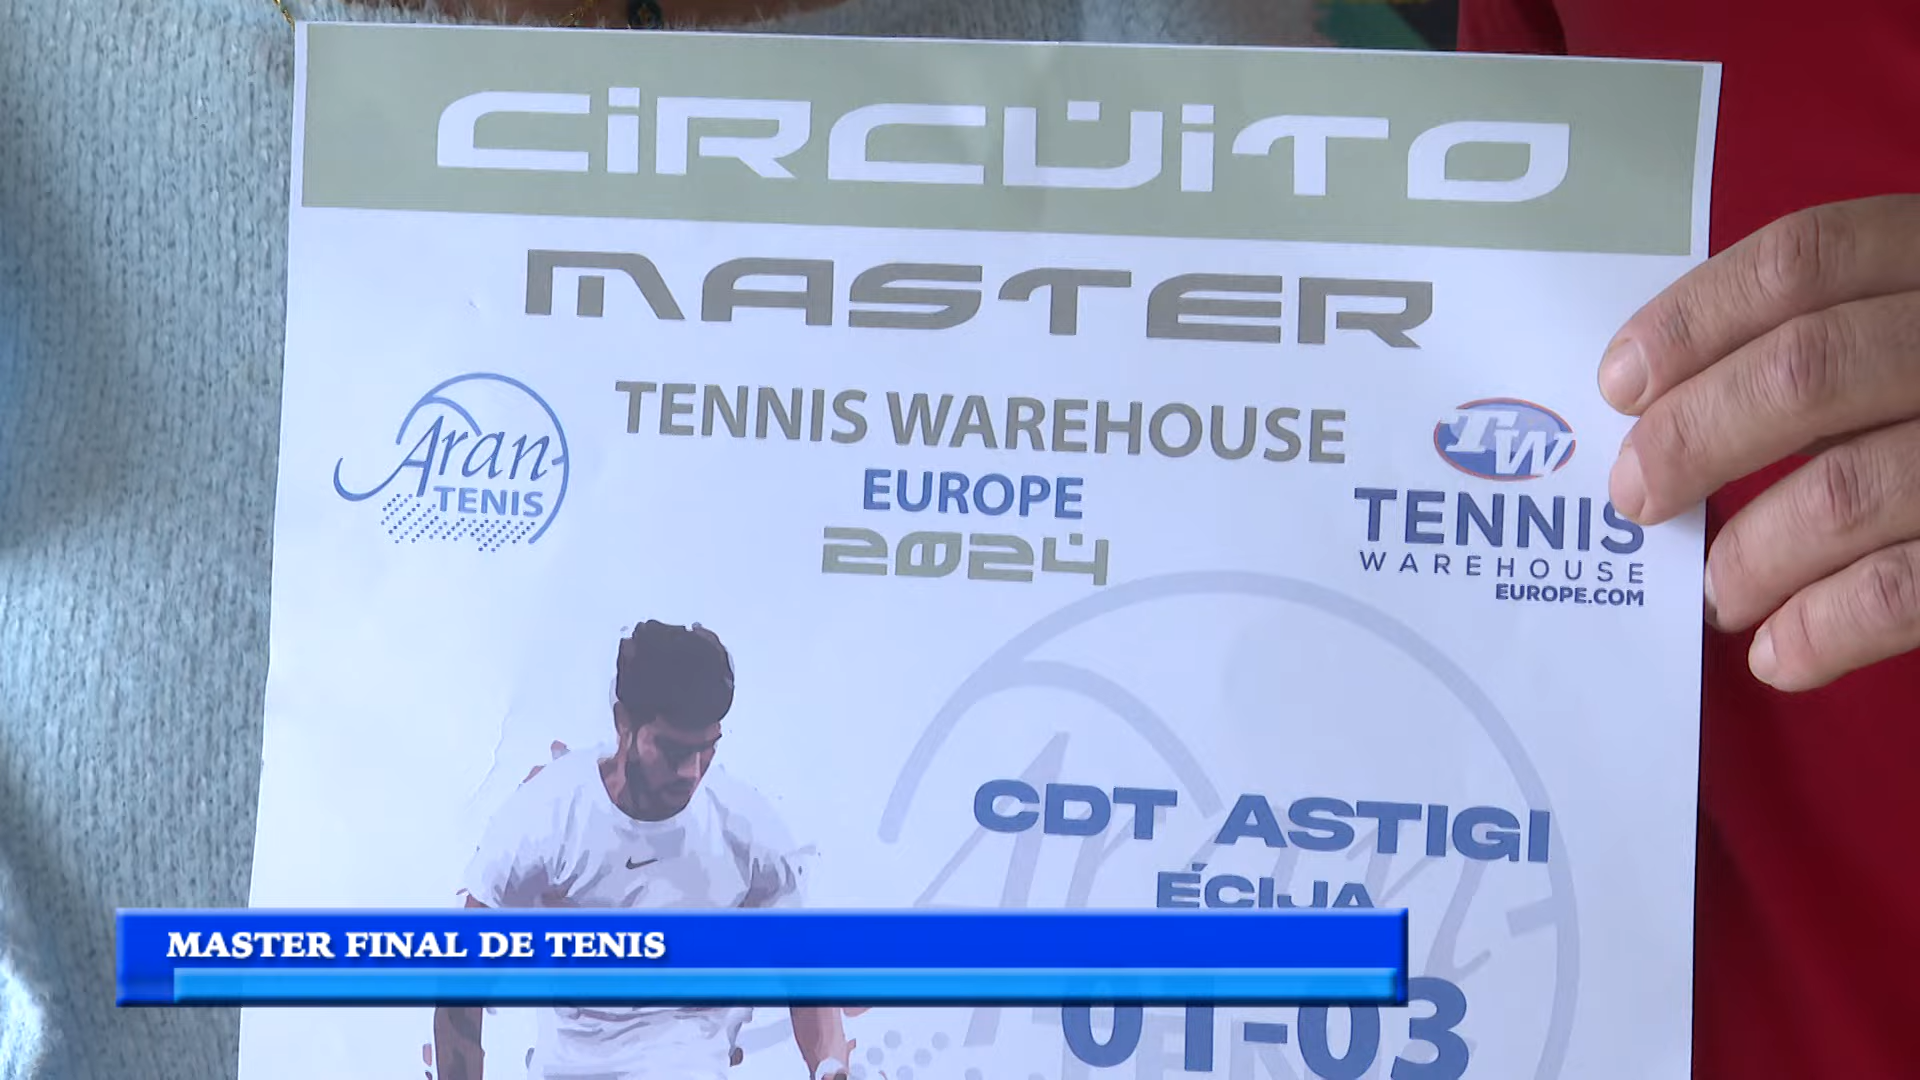 CiRCUiTO
MASTER
TENNIS WAREHOUSE
EUROPE
2024
Aran
TENIS
TW
TENNIS
WAREHOUSE
EUROPE.COM
CDT ASTIGI
ÉCIJA
01-03
MASTER FINAL DE TENIS